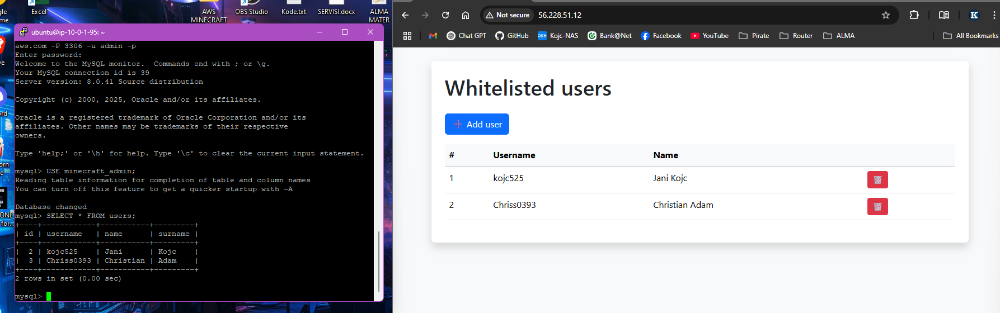 Excel
AWS
MINECRAFT
OBS Studio
Kode.txt
SERVISI.docx
ALMA
MATER
ubuntu@ip-10-0-1-95: ~
aws.com -P 3306 -u admin -p
Enter password:
Welcome to the MySQL monitor.  Commands end with ; or \g.
Your MySQL connection id is 39
Server version: 8.0.41 Source distribution
Copyright (c) 2000, 2025, Oracle and/or its affiliates.
Oracle is a registered trademark of Oracle Corporation and/or its
affiliates. Other names may be trademarks of their respective
owners.
Type 'help;' or '\h' for help. Type '\c' to clear the current input statement.
mysql> USE minecraft_admin;
Reading table information for completion of table and column names
You can turn off this feature to get a quicker startup with -A
Database changed
mysql> SELECT * FROM users;
+----+------------+-----------+---------+
| id | username   | name      | surname |
+----+------------+-----------+---------+
|  2 | kojc525    | Jani      | Kojc    |
|  3 | Chriss0393 | Christian | Adam    |
+----+------------+-----------+---------+
2 rows in set (0.00 sec)
mysql>
Not secure 56.228.51.12
K
Chat GPT
GitHub
DSM Kojc-NAS
Bank@Net
Facebook
YouTube
Pirate
Router
ALMA
All Bookmarks
Whitelisted users
Add user
# Username Name
1 kojc525 Jani Kojc
2 Chriss0393 Christian Adam